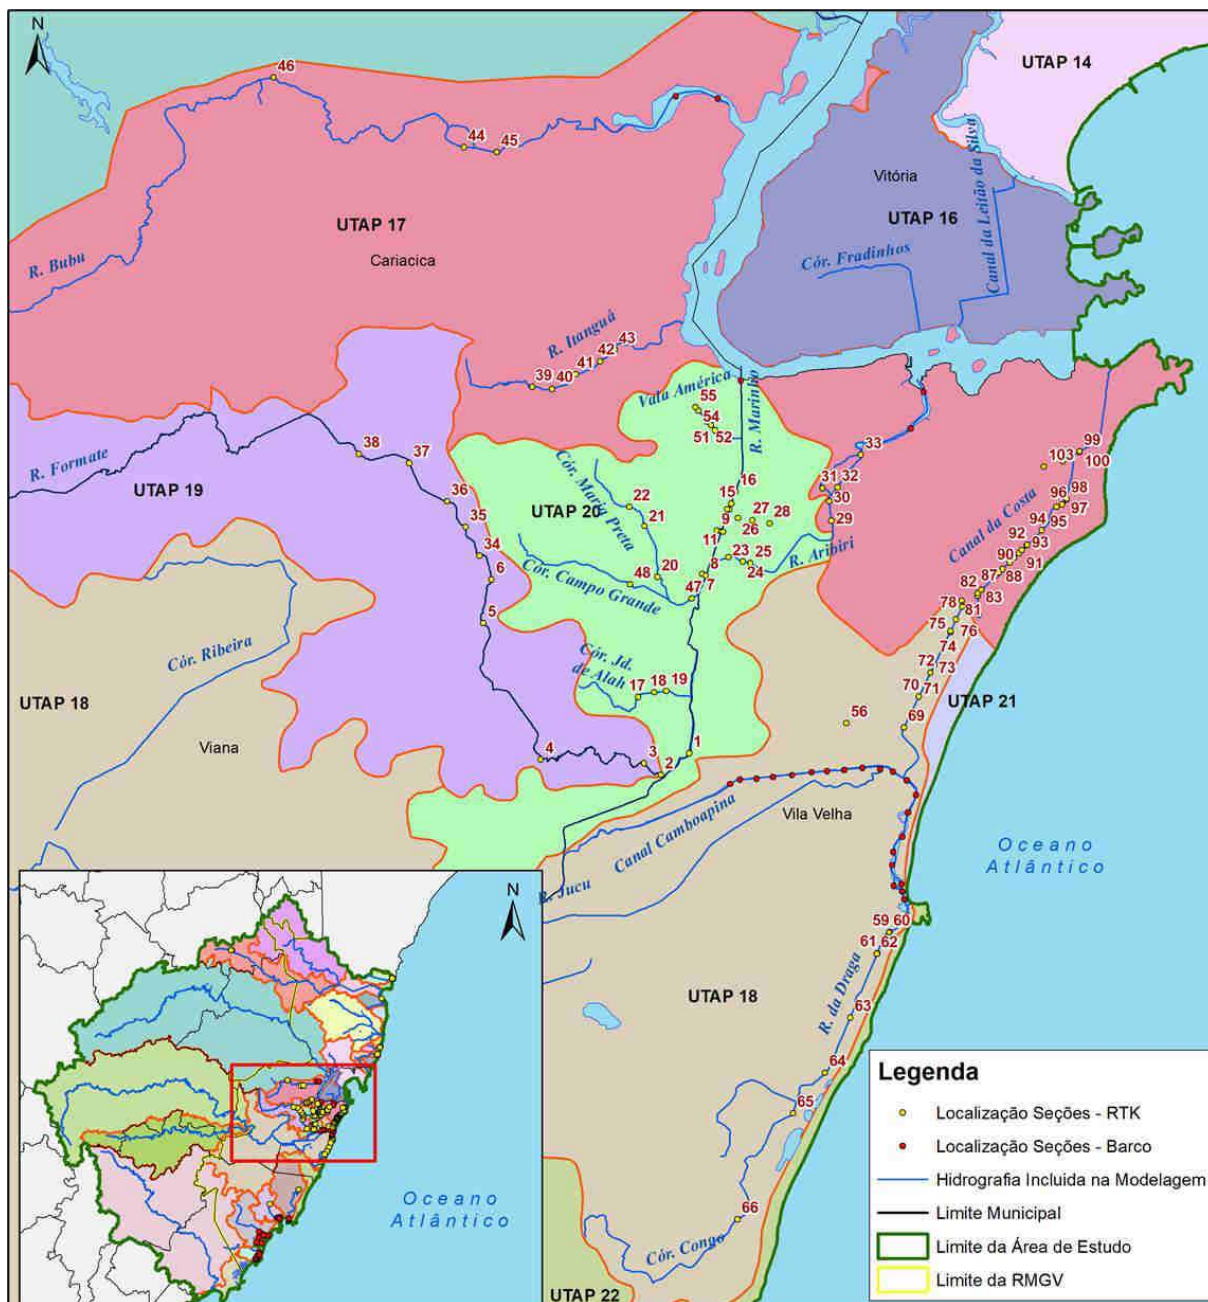 N
46
UTAP 14
44
45
Canal da Leitão da Silva
Vitória
UTAP 17
UTAP 16
Cariacica
R. Bubu
Cór. Fradinhos
R. Itanguá
43
42
41
39
40
Vala América
55
54
51
52
R. Marinho
38
37
33
99
103
100
R. Formate
UTAP 19
31
32
30
29
36
35
34
6
5
UTAP 20
Cór. Maria Preta
22
21
20
16
15
27
28
9
26
11
23
25
8
24
7
48
47
R. Aribiri
Cór. Campo Grande
Canal da Costa
98
96
97
94
95
92
93
90
91
87
88
82
83
78
81
75
76
74
72
73
70
71
69
UTAP 21
Cór. Ribeira
Cór. Jd. de Alah
17
18
19
56
UTAP 18
Viana
4
3
2
1
Vila Velha
Canal Camboapina
R. Jucu
Oceano
Atlântico
59
60
61
62
R. da Draga
UTAP 18
63
64
65
66
Cór. Congo
UTAP 22
N
Oceano
Atlântico
Legenda
Localização Seções - RTK
Localização Seções - Barco
Hidrografia Incluida na Modelagem
Limite Municipal
Limite da Área de Estudo
Limite da RMGV